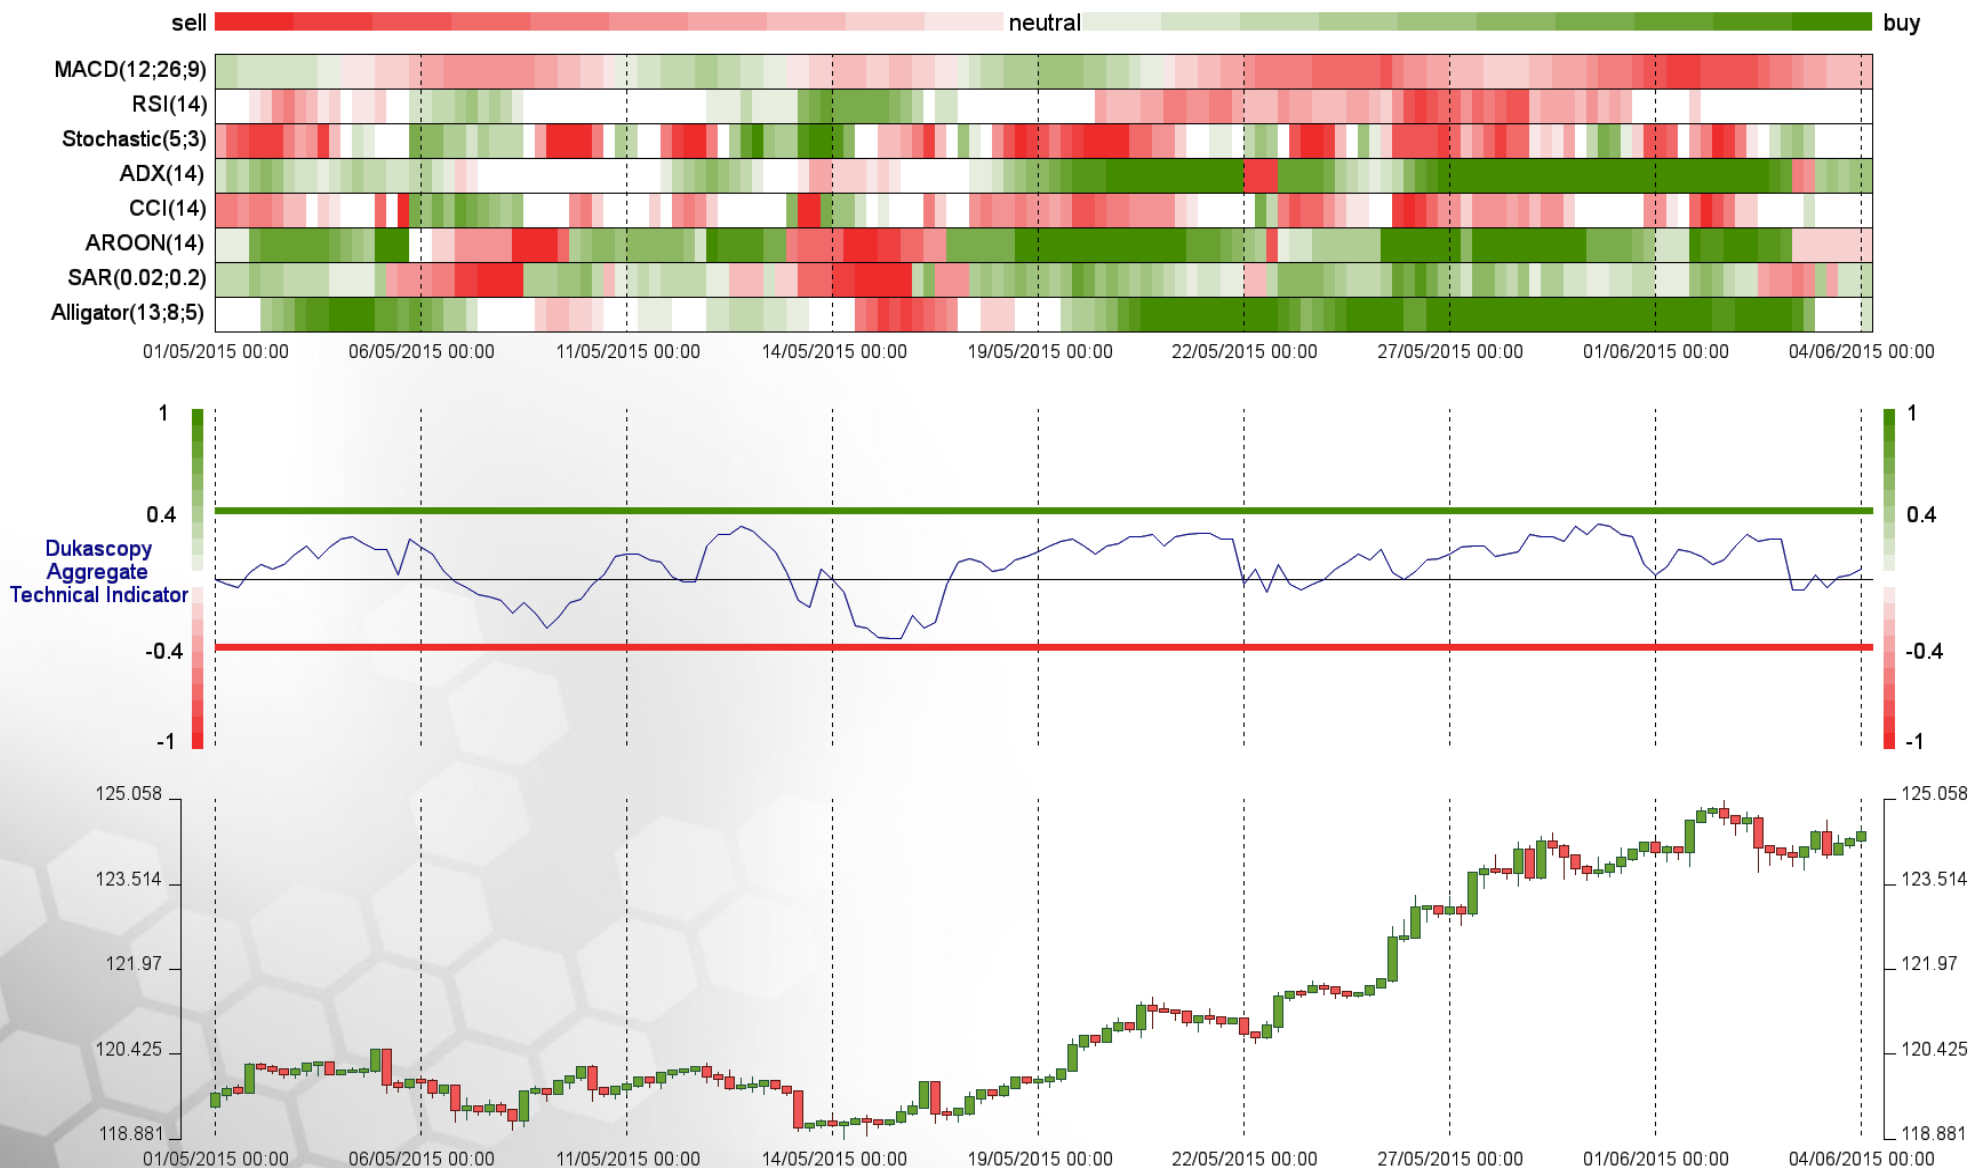 sell neutral buy
MACD(12;26;9)
RSI(14)
Stochastic(5;3)
ADX(14)
CCI(14)
AROON(14)
SAR(0.02;0.2)
Alligator(13;8;5)
01/05/2015 00:00 06/05/2015 00:00 11/05/2015 00:00 14/05/2015 00:00 19/05/2015 00:00 22/05/2015 00:00 27/05/2015 00:00 01/06/2015 00:00 04/06/2015 00:00
1 1
0.4 0.4
Dukascopy
Aggregate
Technical Indicator
-0.4 -0.4
-1 -1
125.058 125.058
123.514 123.514
121.97 121.97
120.425 120.425
118.881 118.881
01/05/2015 00:00 06/05/2015 00:00 11/05/2015 00:00 14/05/2015 00:00 19/05/2015 00:00 22/05/2015 00:00 27/05/2015 00:00 01/06/2015 00:00 04/06/2015 00:00